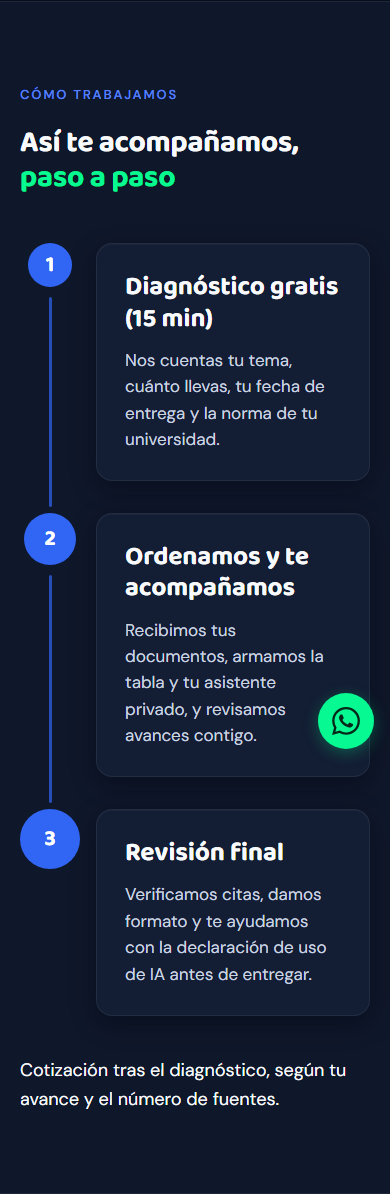 CÓMO TRABAJAMOS
Así te acompañamos,
paso a paso
1
Diagnóstico gratis
(15 min)
Nos cuentas tu tema,
cuánto llevas, tu fecha de
entrega y la norma de tu
universidad.
2
Ordenamos y te
acompañamos
Recibimos tus
documentos, armamos la
tabla y tu asistente
privado, y revisamos
avances contigo.
3
Revisión final
Verificamos citas, damos
formato y te ayudamos
con la declaración de uso
de IA antes de entregar.
Cotización tras el diagnóstico, según tu
avance y el número de fuentes.